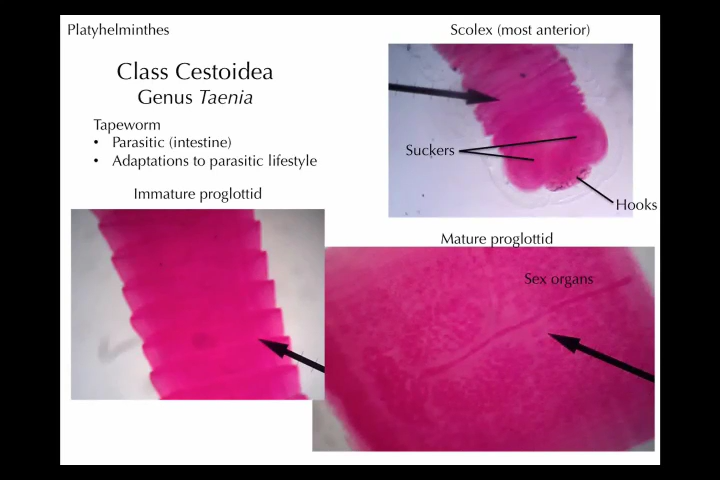 Platyhelminthes
Class Cestoidea
Genus Taenia
Tapeworm
• Parasitic (intestine)
• Adaptations to parasitic lifestyle
Immature proglottid
Scolex (most anterior)
Suckers
Hooks
Mature proglottid
Sex organs